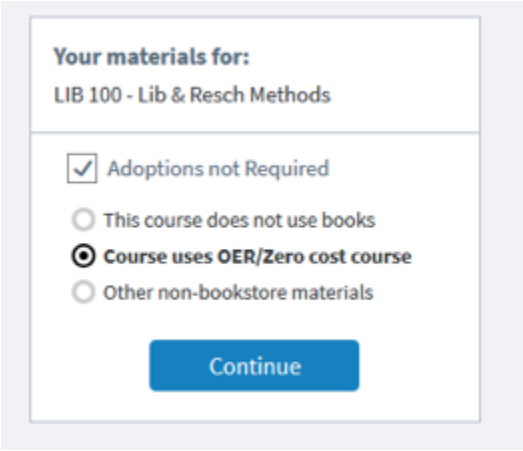 Your materials for:
LIB 100 - Lib & Resch Methods
Adoptions not Required
This course does not use books
Course uses OER/Zero cost course
Other non-bookstore materials
Continue